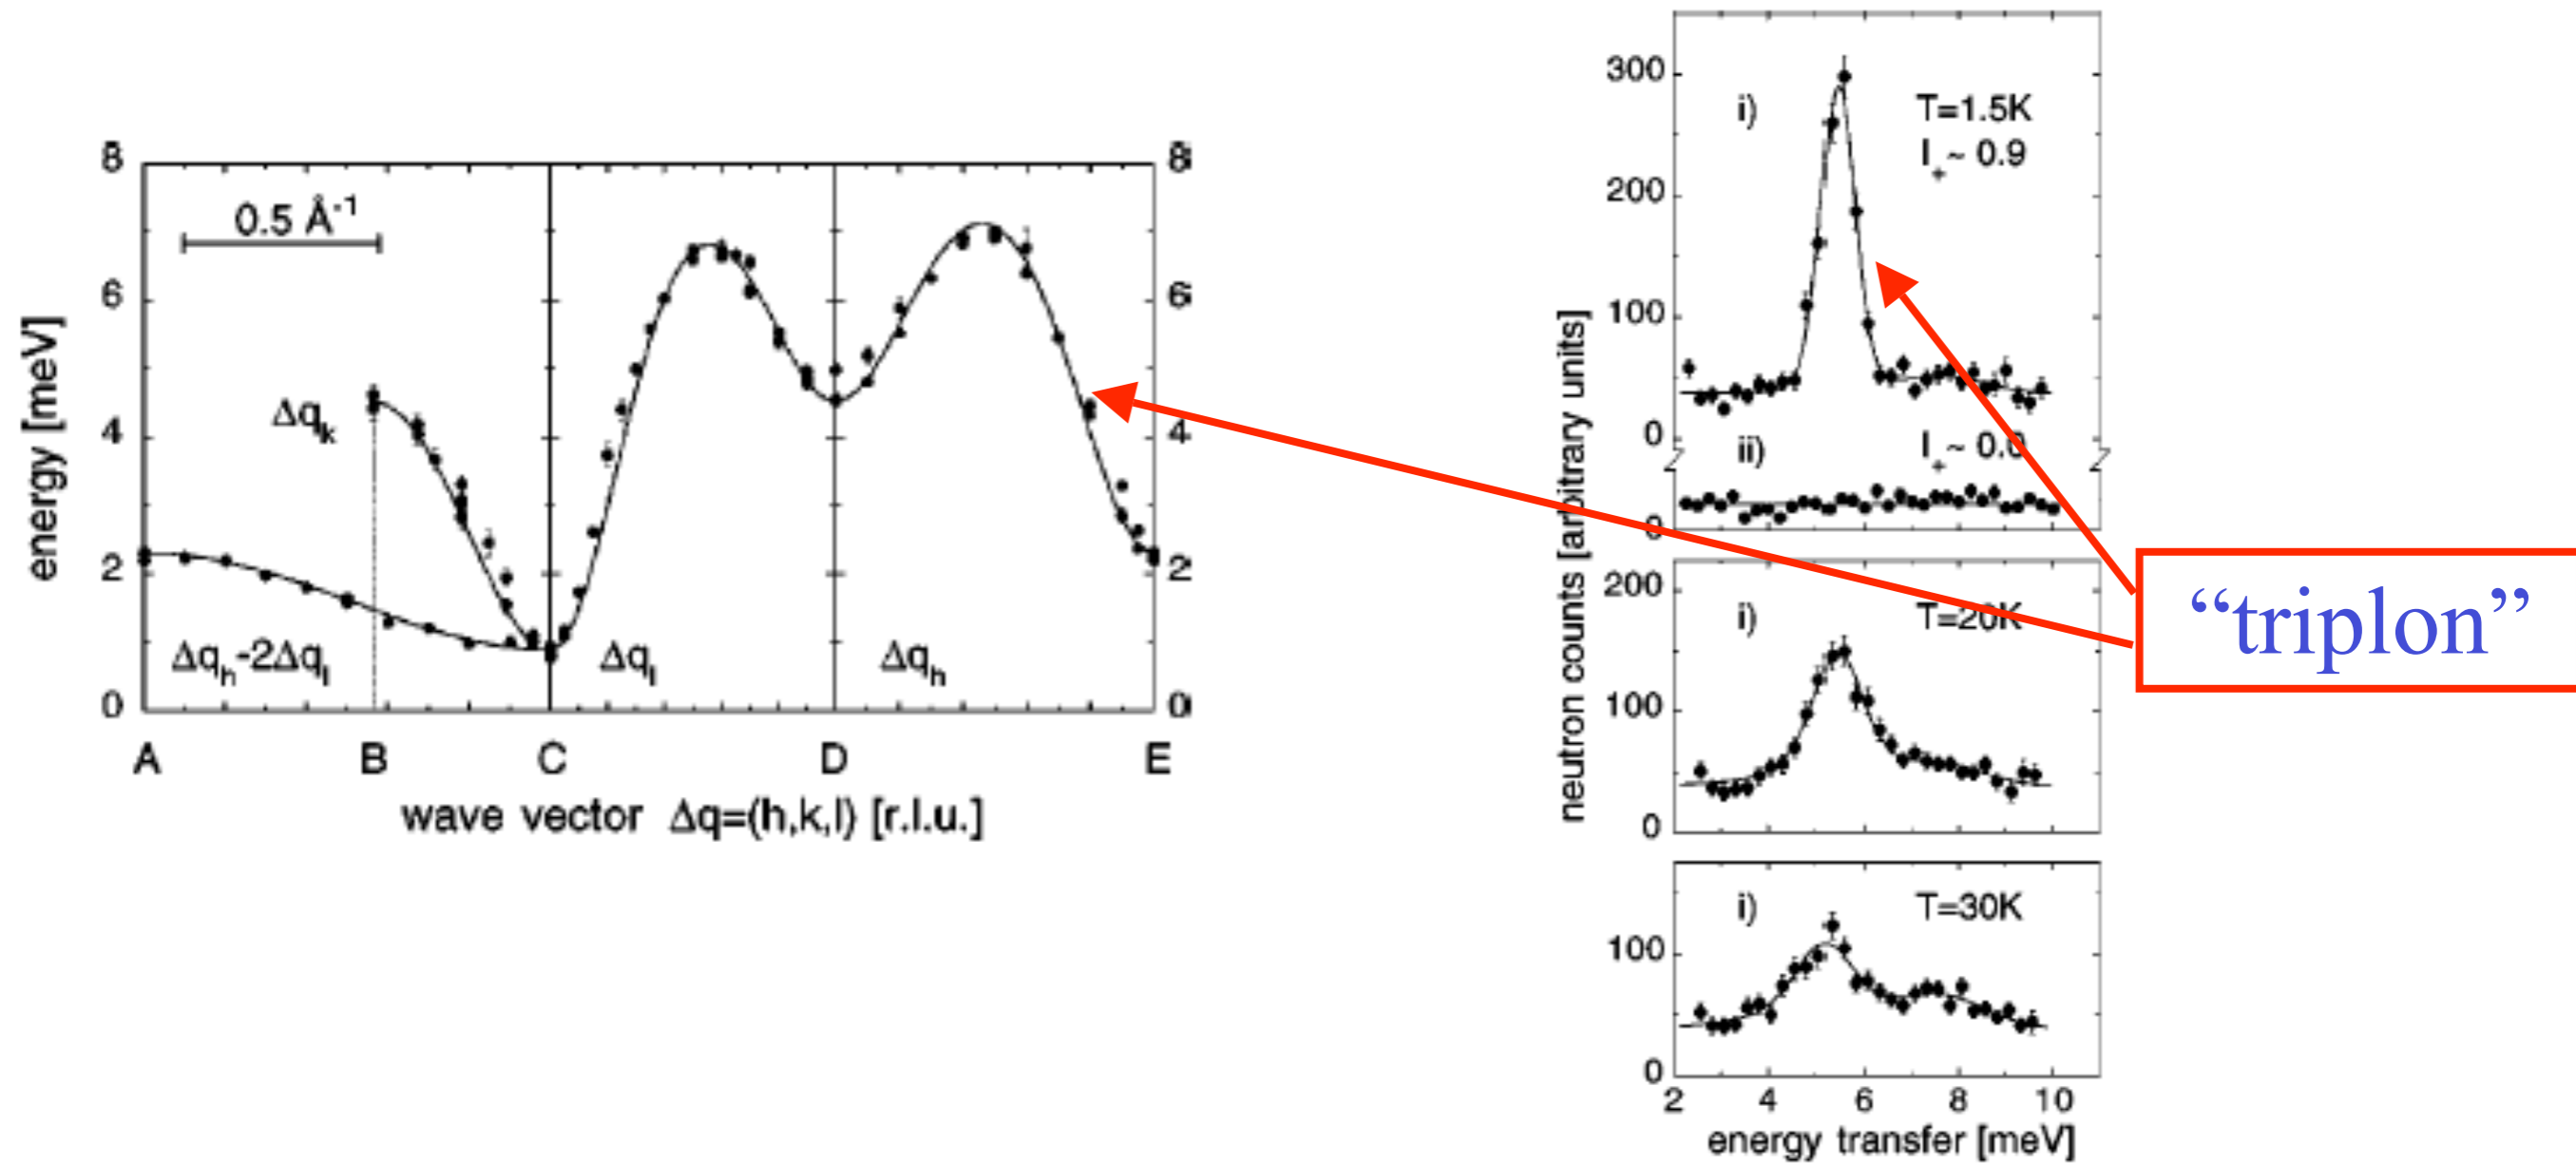 8
6
4
2
0
8
6
4
2
0
energy [meV]
0.5 Å⁻¹
Δq_k
Δq_h-2Δq_l
Δq_l
Δq_h
A B C D E
wave vector Δq=(h,k,l) [r.l.u.]
neutron counts [arbitrary units]
300
200
100
0
i) T=1.5K
I_+~ 0.9
ii) I_+~ 0.0
0
200
100
0
i) T=20K
100
0
i) T=30K
2 4 6 8 10
energy transfer [meV]
“triplon”